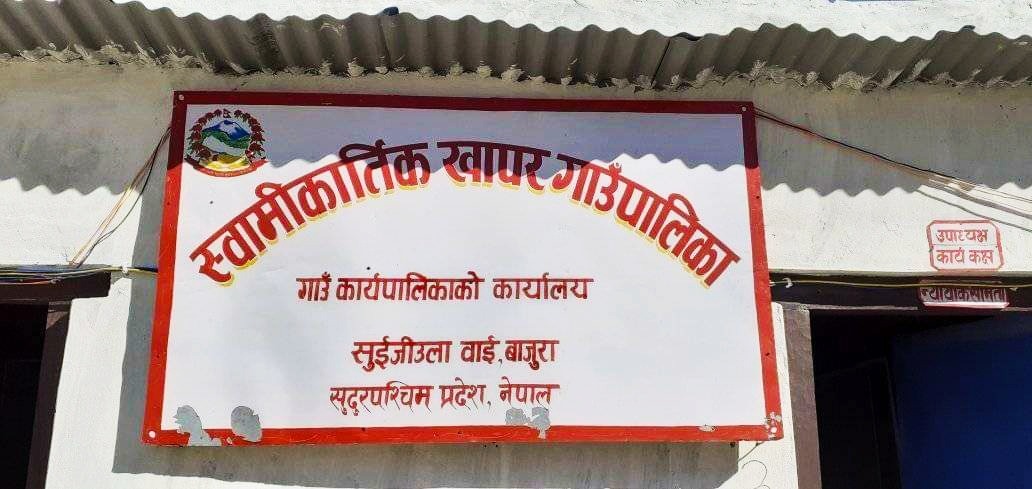 स्वामीकार्तिक खापर गाउँपालिका
गाउँ कार्यपालिकाको कार्यालय
सुईजीउला वाई, बाजुरा
सुदुरपश्चिम प्रदेश, नेपाल
उपाध्यक्ष
कार्य कक्ष